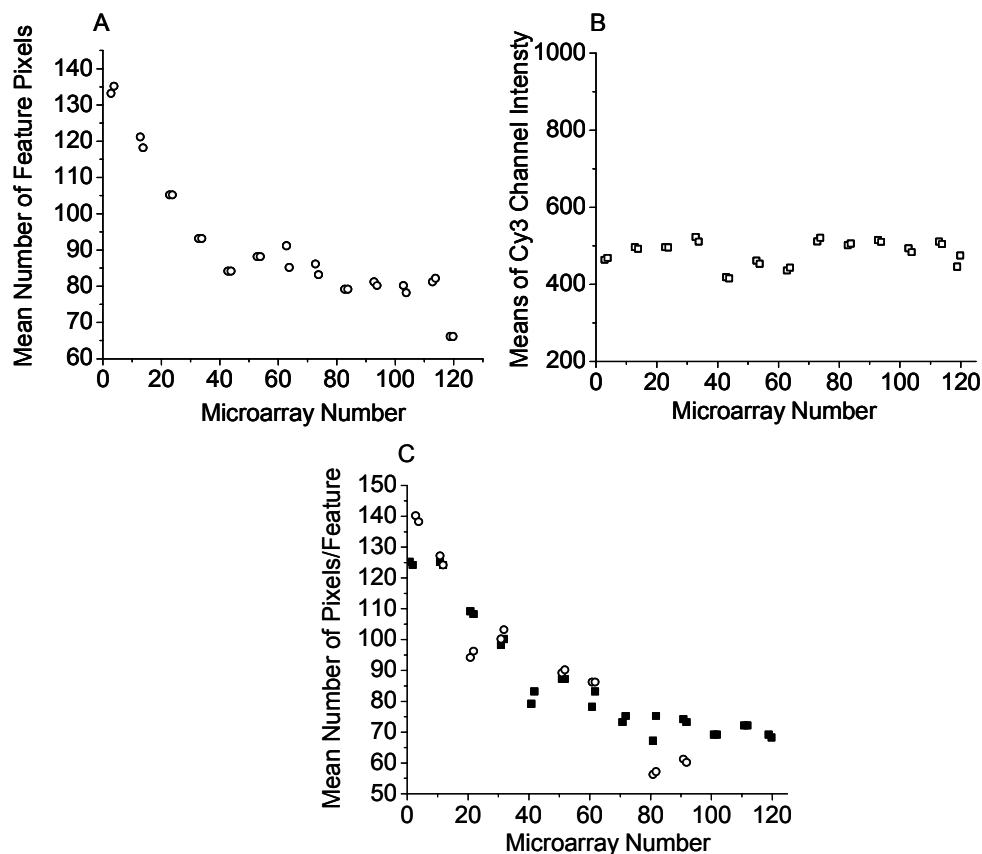 A
Mean Number of Feature Pixels
140
130
120
110
100
90
80
70
60
0 20 40 60 80 100 120
Microarray Number
B
Means of Cy3 Channel Intensty
1000
800
600
400
200
0 20 40 60 80 100 120
Microarray Number
C
Mean Number of Pixels/Feature
150
140
130
120
110
100
90
80
70
60
50
0 20 40 60 80 100 120
Microarray Number